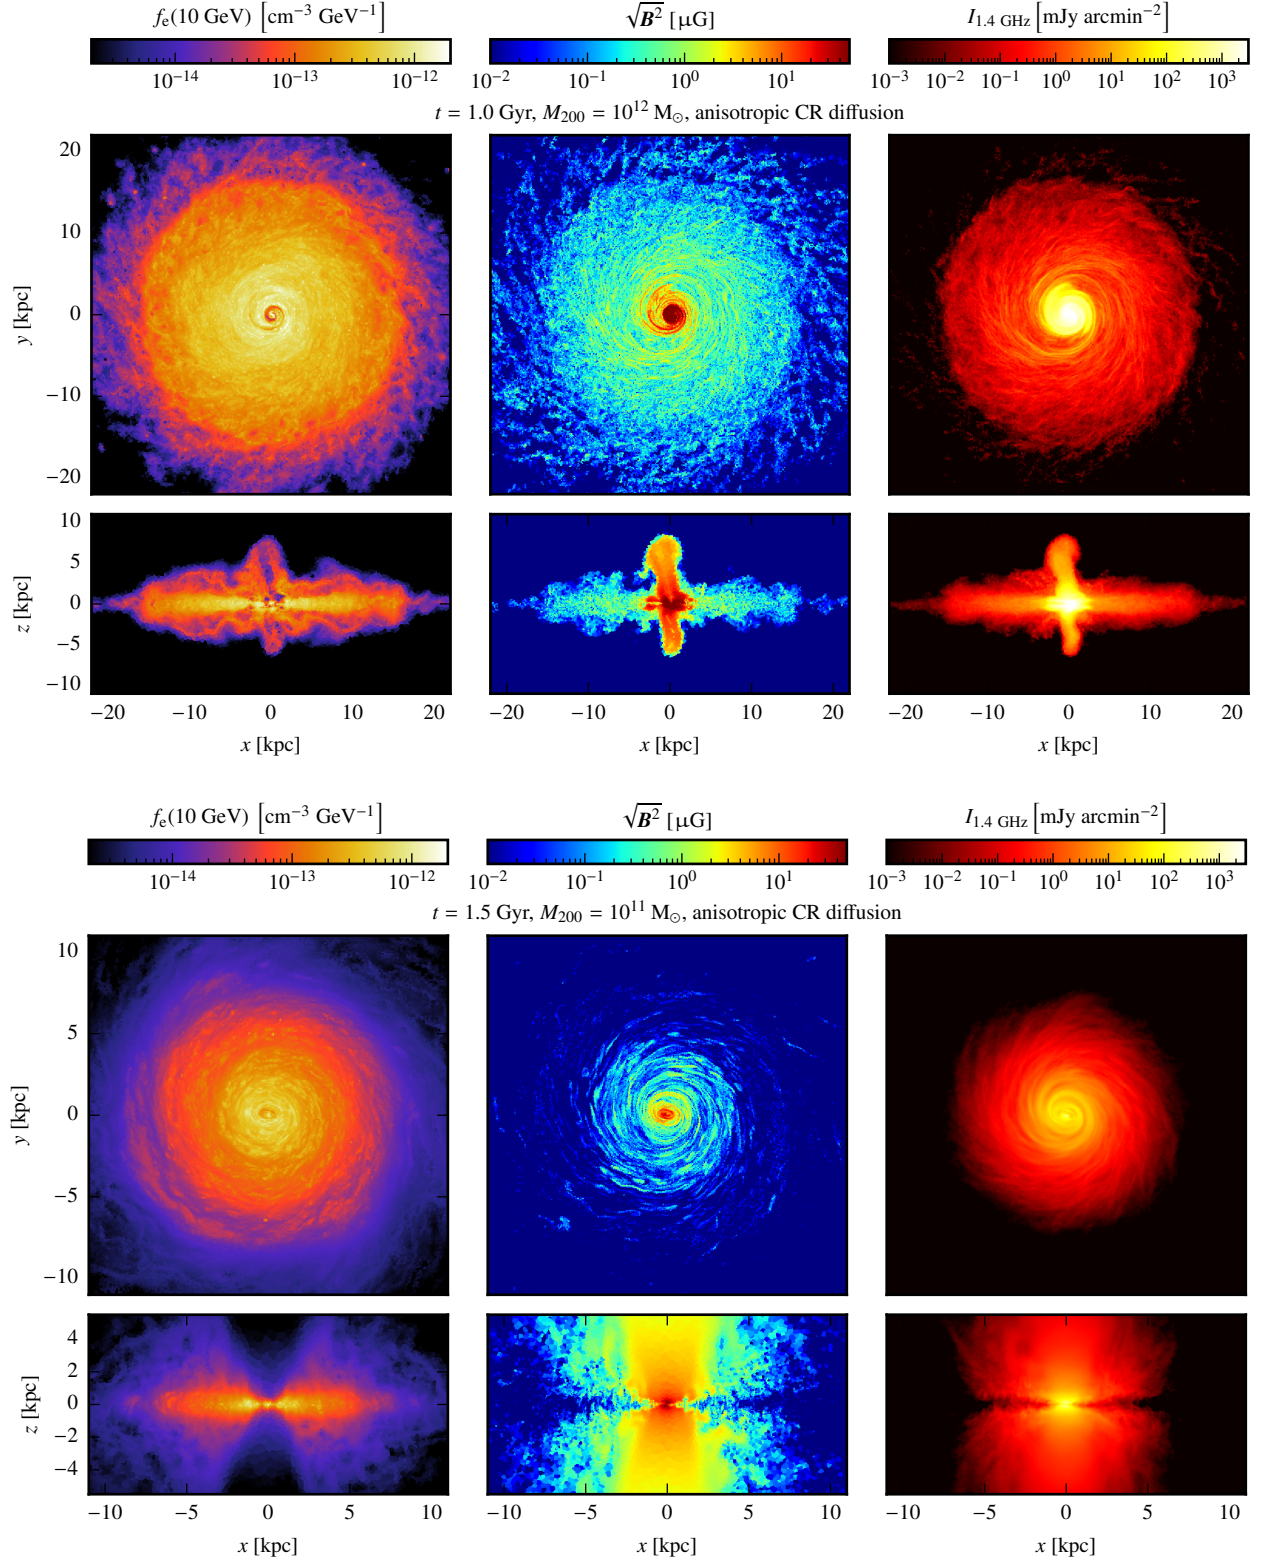 fe(10 GeV) [cm−3 GeV−1] √B2 [μG] I1.4 GHz [mJy arcmin−2]
10−14 10−13 10−12 10−2 10−1 100 101 10−3 10−2 10−1 100 101 102 103
t = 1.0 Gyr, M200 = 1012 M⊙, anisotropic CR diffusion
20
10
0
−10
−20
y [kpc]
10
5
0
−5
−10
z [kpc]
−20 −10 0 10 20 −20 −10 0 10 20 −20 −10 0 10 20
x [kpc] x [kpc] x [kpc]
fe(10 GeV) [cm−3 GeV−1] √B2 [μG] I1.4 GHz [mJy arcmin−2]
10−14 10−13 10−12 10−2 10−1 100 101 10−3 10−2 10−1 100 101 102 103
t = 1.5 Gyr, M200 = 1011 M⊙, anisotropic CR diffusion
10
5
0
−5
−10
y [kpc]
4
2
0
−2
−4
z [kpc]
−10 −5 0 5 10 −10 −5 0 5 10 −10 −5 0 5 10
x [kpc] x [kpc] x [kpc]